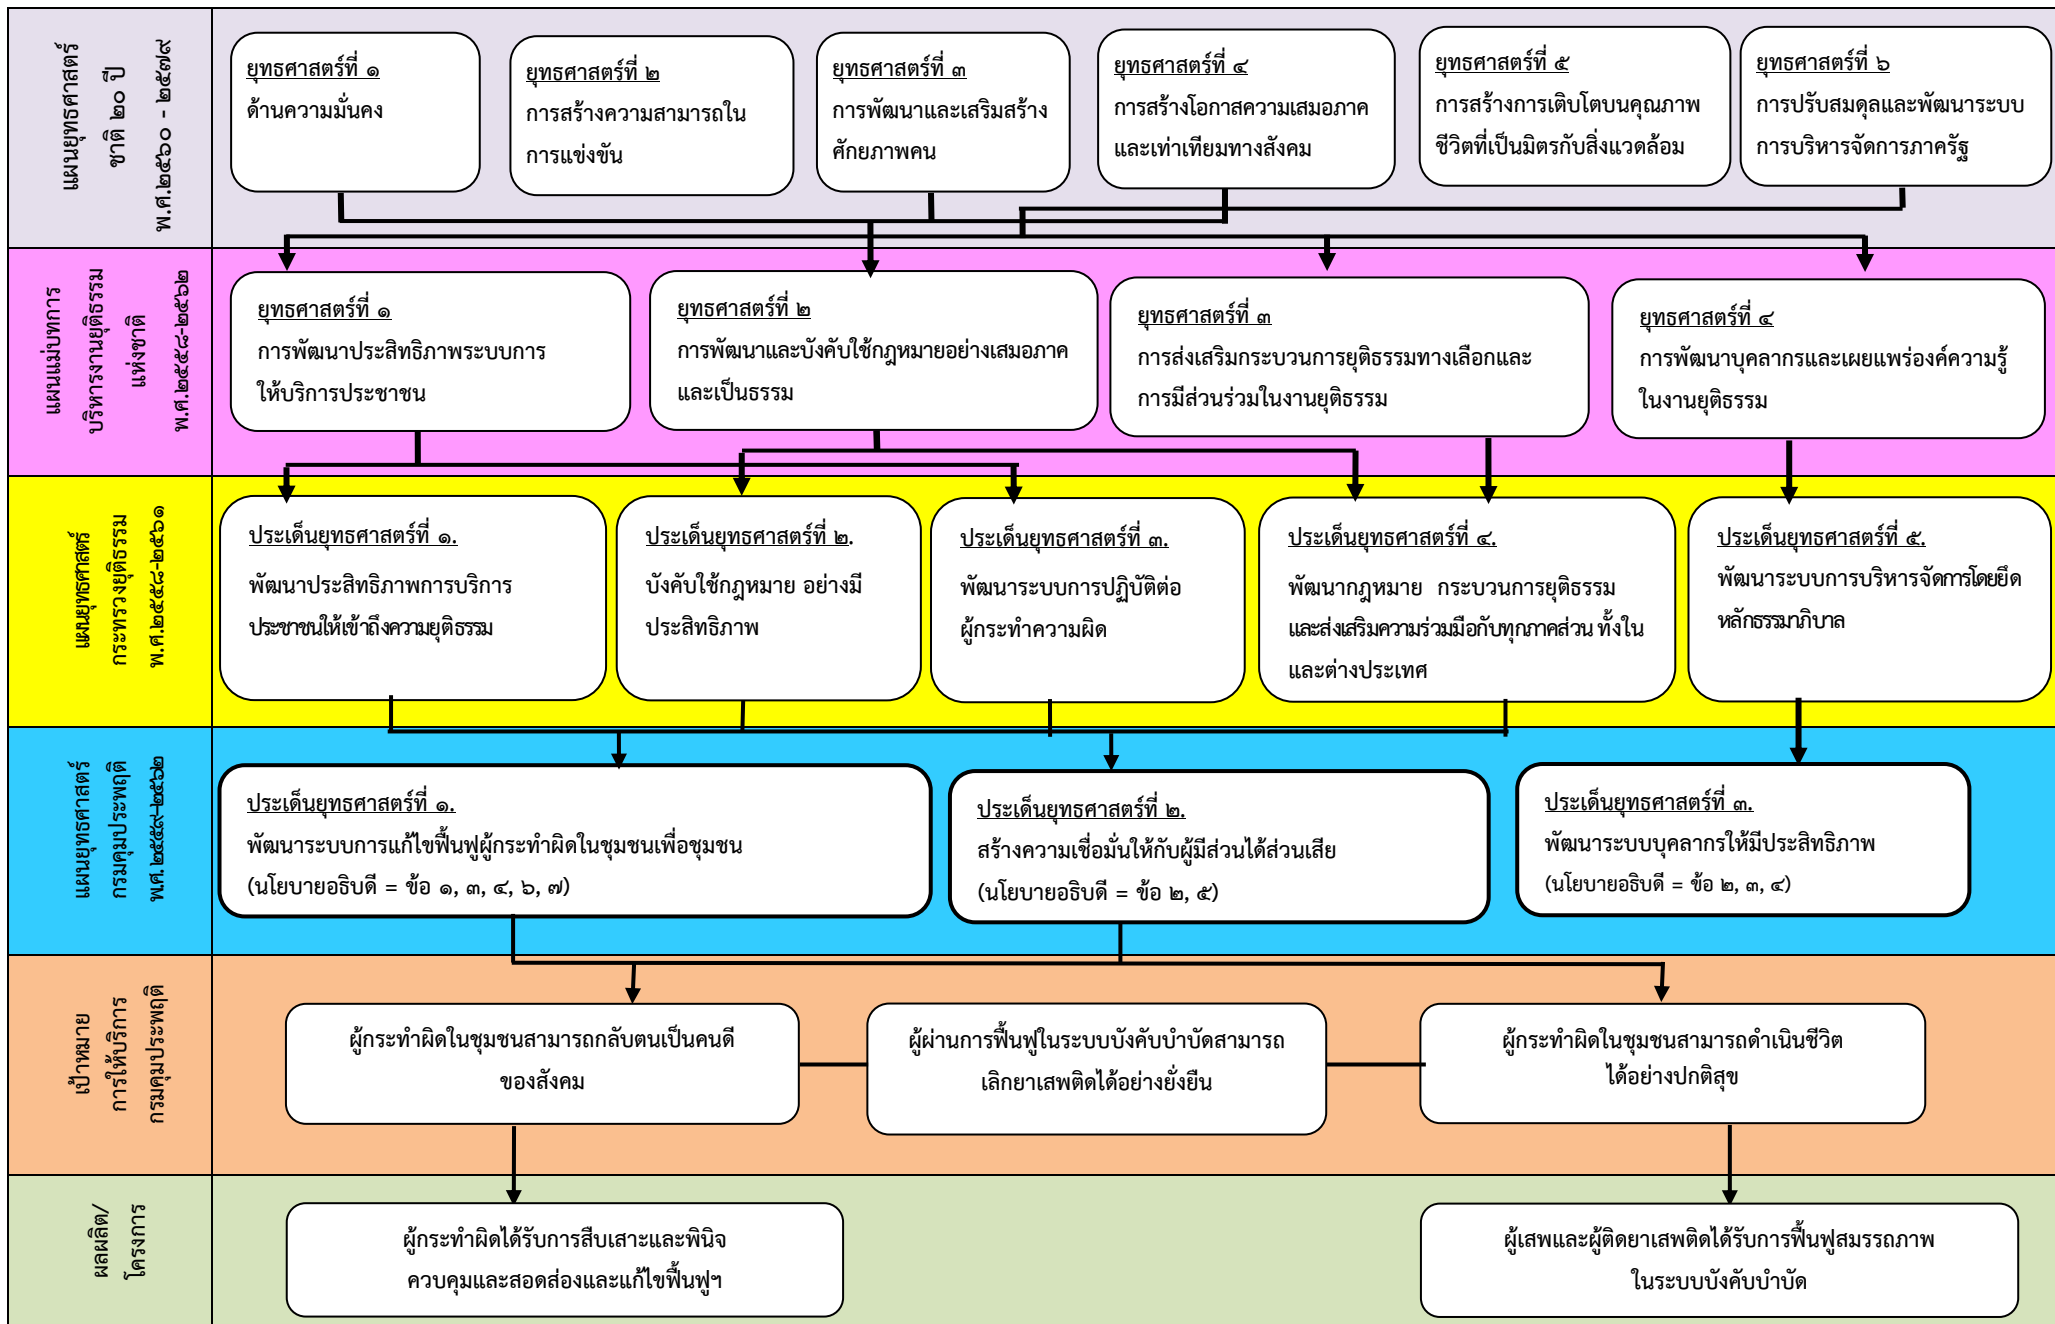 แผนยุทธศาสตร์
ชาติ ๒๐ ปี
พ.ศ.๒๕๖๐ - ๒๕๗๙
ยุทธศาสตร์ที่ ๑
ด้านความมั่นคง
ยุทธศาสตร์ที่ ๒
การสร้างความสามารถใน
การแข่งขัน
ยุทธศาสตร์ที่ ๓
การพัฒนาและเสริมสร้าง
ศักยภาพคน
ยุทธศาสตร์ที่ ๔
การสร้างโอกาสความเสมอภาค
และเท่าเทียมทางสังคม
ยุทธศาสตร์ที่ ๕
การสร้างการเติบโตบนคุณภาพ
ชีวิตที่เป็นมิตรกับสิ่งแวดล้อม
ยุทธศาสตร์ที่ ๖
การปรับสมดุลและพัฒนาระบบ
การบริหารจัดการภาครัฐ
แผนแม่บทการ
บริหารงานยุติธรรม
แห่งชาติ
พ.ศ.๒๕๕๘-๒๕๖๒
ยุทธศาสตร์ที่ ๑
การพัฒนาประสิทธิภาพระบบการ
ให้บริการประชาชน
ยุทธศาสตร์ที่ ๒
การพัฒนาและบังคับใช้กฎหมายอย่างเสมอภาค
และเป็นธรรม
ยุทธศาสตร์ที่ ๓
การส่งเสริมกระบวนการยุติธรรมทางเลือกและ
การมีส่วนร่วมในงานยุติธรรม
ยุทธศาสตร์ที่ ๔
การพัฒนาบุคลากรและเผยแพร่องค์ความรู้
ในงานยุติธรรม
แผนยุทธศาสตร์
กระทรวงยุติธรรม
พ.ศ.๒๕๕๘-๒๕๖๑
ประเด็นยุทธศาสตร์ที่ ๑.
พัฒนาประสิทธิภาพการบริการ
ประชาชนให้เข้าถึงความยุติธรรม
ประเด็นยุทธศาสตร์ที่ ๒.
บังคับใช้กฎหมาย อย่างมี
ประสิทธิภาพ
ประเด็นยุทธศาสตร์ที่ ๓.
พัฒนาระบบการปฏิบัติต่อ
ผู้กระทำความผิด
ประเด็นยุทธศาสตร์ที่ ๔.
พัฒนากฎหมาย กระบวนการยุติธรรม
และส่งเสริมความร่วมมือกับทุกภาคส่วน ทั้งใน
และต่างประเทศ
ประเด็นยุทธศาสตร์ที่ ๕.
พัฒนาระบบการบริหารจัดการโดยยึด
หลักธรรมาภิบาล
แผนยุทธศาสตร์
กรมคุมประพฤติ
พ.ศ.๒๕๕๙-๒๕๖๒
ประเด็นยุทธศาสตร์ที่ ๑.
พัฒนาระบบการแก้ไขฟื้นฟูผู้กระทำผิดในชุมชนเพื่อชุมชน
(นโยบายอธิบดี = ข้อ ๑, ๓, ๔, ๖, ๗)
ประเด็นยุทธศาสตร์ที่ ๒.
สร้างความเชื่อมั่นให้กับผู้มีส่วนได้ส่วนเสีย
(นโยบายอธิบดี = ข้อ ๒, ๕)
ประเด็นยุทธศาสตร์ที่ ๓.
พัฒนาระบบบุคลากรให้มีประสิทธิภาพ
(นโยบายอธิบดี = ข้อ ๒, ๓, ๔)
เป้าหมาย
การให้บริการ
กรมคุมประพฤติ
ผู้กระทำผิดในชุมชนสามารถกลับตนเป็นคนดี
ของสังคม
ผู้ผ่านการฟื้นฟูในระบบบังคับบำบัดสามารถ
เลิกยาเสพติดได้อย่างยั่งยืน
ผู้กระทำผิดในชุมชนสามารถดำเนินชีวิต
ได้อย่างปกติสุข
ผลผลิต/
โครงการ
ผู้กระทำผิดได้รับการสืบเสาะและพินิจ
ควบคุมและสอดส่องและแก้ไขฟื้นฟูฯ
ผู้เสพและผู้ติดยาเสพติดได้รับการฟื้นฟูสมรรถภาพ
ในระบบบังคับบำบัด